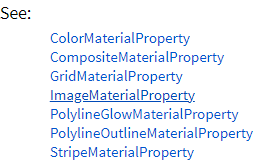 See:
ColorMaterialProperty
CompositeMaterialProperty
GridMaterialProperty
ImageMaterialProperty
PolylineGlowMaterialProperty
PolylineOutlineMaterialProperty
StripeMaterialProperty